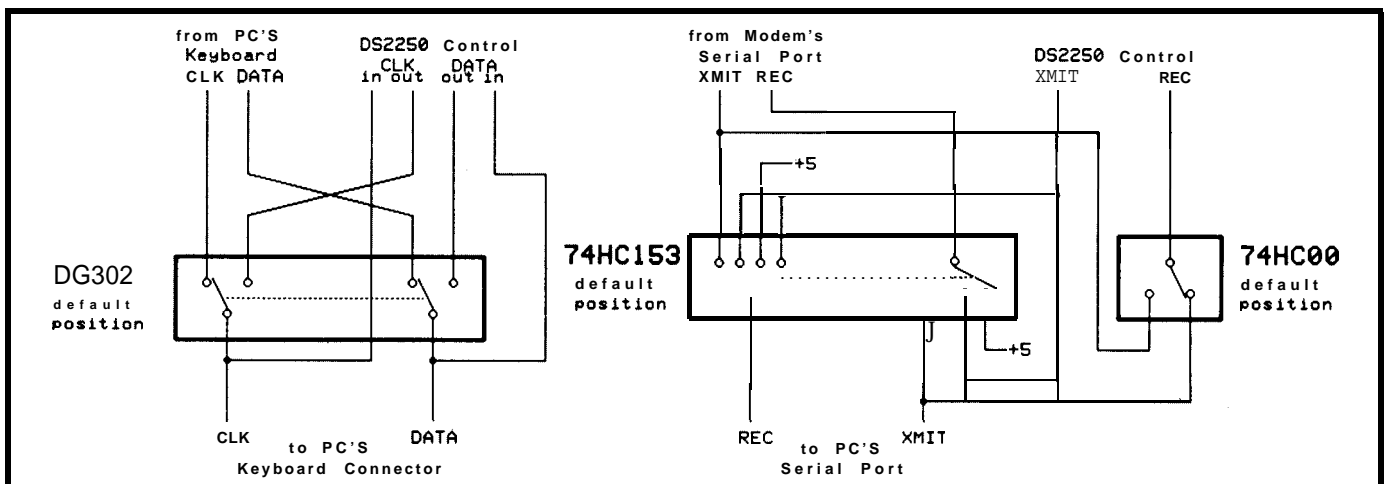 from PC'S
Keyboard
CLK DATA
DS2250 Control
CLK DATA
in out out in
DG302
default
position
CLK
DATA
to PC'S
Keyboard Connector
from Modem's
Serial Port
XMIT REC
DS2250 Control
XMIT REC
+5
74HC153
default
position
74HC00
default
position
+5
REC
XMIT
to PC'S
Serial Port